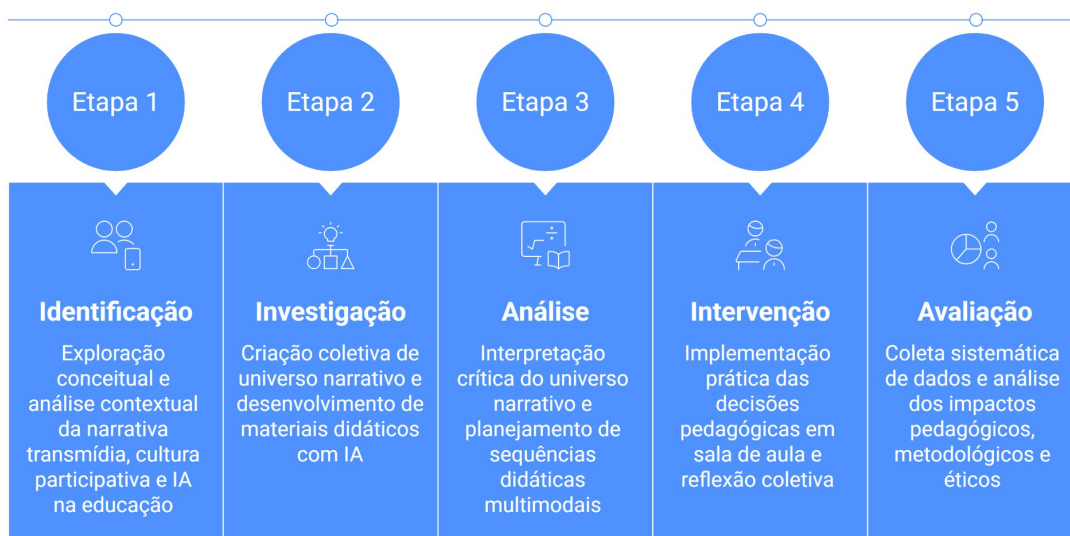 Etapa 1
Etapa 2
Etapa 3
Etapa 4
Etapa 5
Identificação
Exploração
conceitual e
análise contextual
da narrativa
transmídia, cultura
participativa e IA
na educação
Investigação
Criação coletiva de
universo narrativo e
desenvolvimento de
materiais didáticos
com IA
Análise
Interpretação
crítica do universo
narrativo e
planejamento de
sequências
didáticas
multimodais
Intervenção
Implementação
prática das
decisões
pedagógicas em
sala de aula e
reflexão coletiva
Avaliação
Coleta sistemática
de dados e análise
dos impactos
pedagógicos,
metodológicos e
éticos